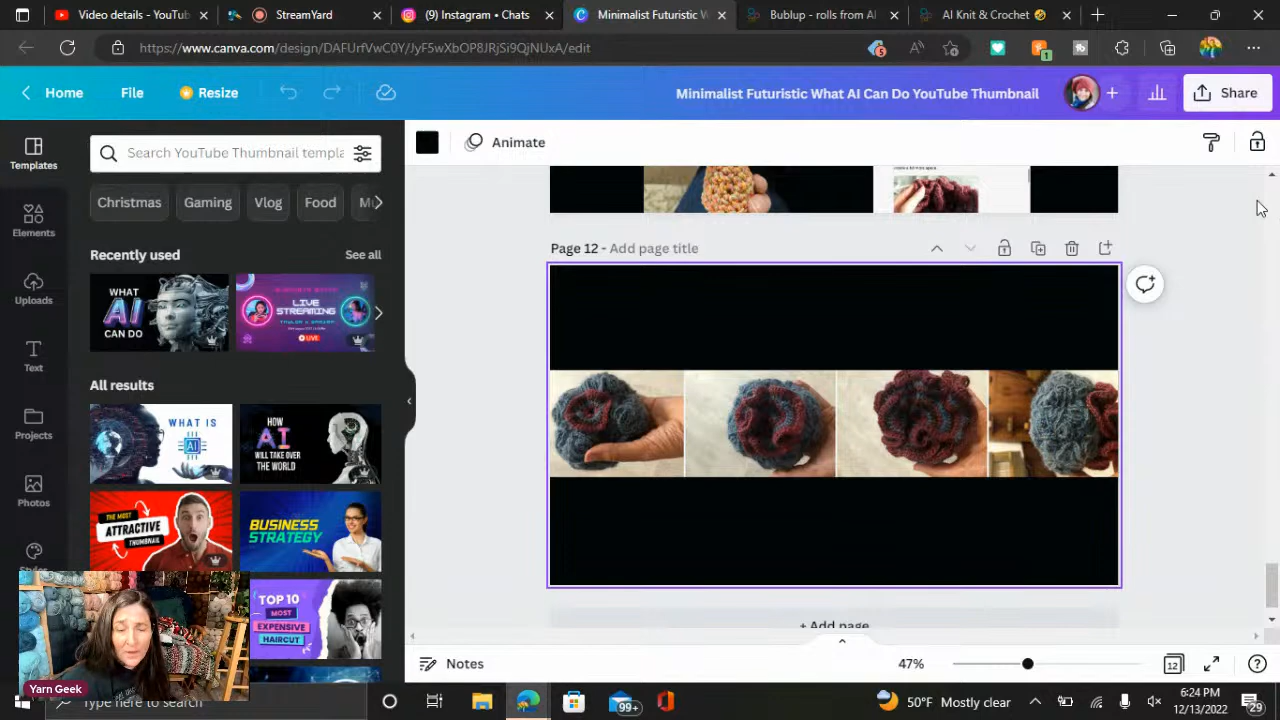 Video details - YouT
StreamYard
(9) Instagram • Chats
Minimalist Futuristic W
Bublup - rolls from AI
AI Knit & Crochet
https://www.canva.com/design/DAFUrfVwC0Y/JyF5wXbOP8JRjSi9QjNUxA/edit
5
1
Home
File
Resize
Minimalist Futuristic What AI Can Do YouTube Thumbnail
Share
Templates
Elements
Uploads
Text
Projects
Photos
Styles
Search YouTube Thumbnail templa
Christmas
Gaming
Vlog
Food
Animate
Recently used
See all
WHAT
AI
CAN DO
LIVE
STREAMING
LIVE
All results
WHAT IS
AI
HOW
AI
WILL TAKE OVER
THE WORLD
THE MOST
ATTRACTIVE
THUMBNAIL
BUSINESS
STRATEGY
TOP 10
MOST
EXPENSIVE
HAIRCUT
Page 12 - Add page title
+ Add page
Notes
47%
12
Yarn Geek
Type here to search
99+
50°F Mostly clear
6:24 PM
12/13/2022
29